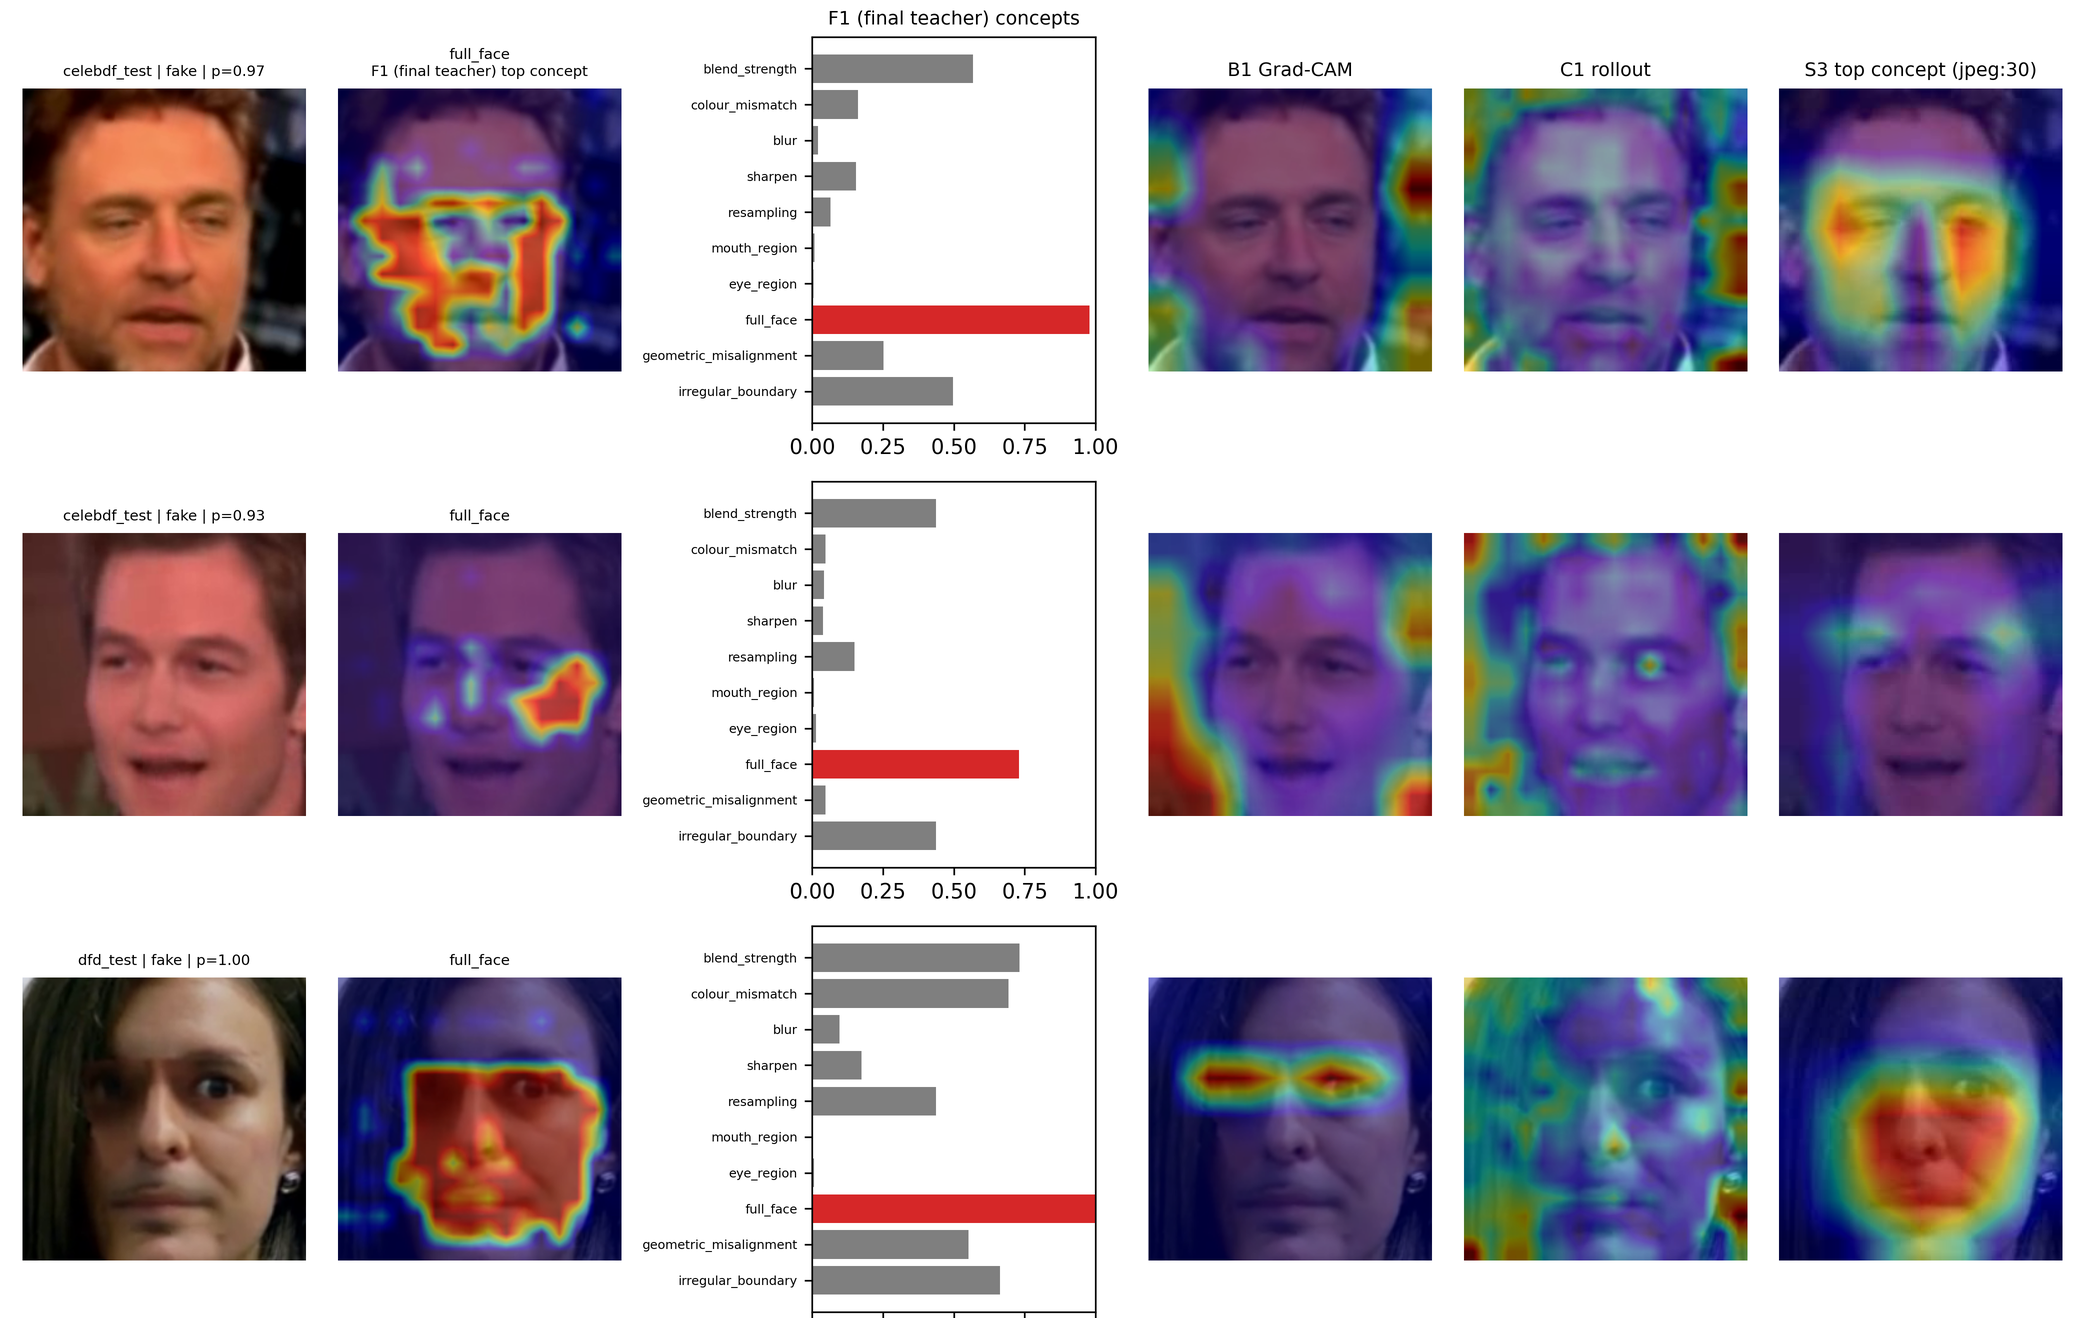 F1 (final teacher) concepts
celebdf_test | fake | p=0.97
full_face
F1 (final teacher) top concept
blend_strength
colour_mismatch
blur
sharpen
resampling
mouth_region
eye_region
full_face
geometric_misalignment
irregular_boundary
0.00 0.25 0.50 0.75 1.00
B1 Grad-CAM
C1 rollout
S3 top concept (jpeg:30)
celebdf_test | fake | p=0.93
full_face
blend_strength
colour_mismatch
blur
sharpen
resampling
mouth_region
eye_region
full_face
geometric_misalignment
irregular_boundary
0.00 0.25 0.50 0.75 1.00
dfd_test | fake | p=1.00
full_face
blend_strength
colour_mismatch
blur
sharpen
resampling
mouth_region
eye_region
full_face
geometric_misalignment
irregular_boundary